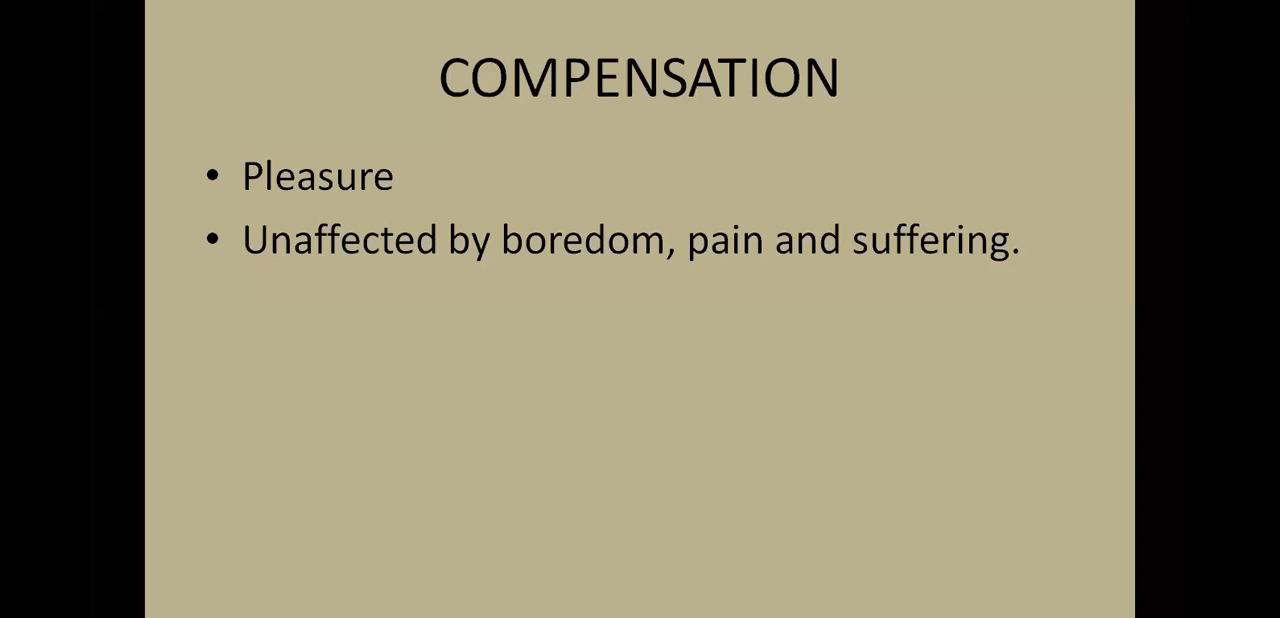 COMPENSATION
• Pleasure
• Unaffected by boredom, pain and suffering.